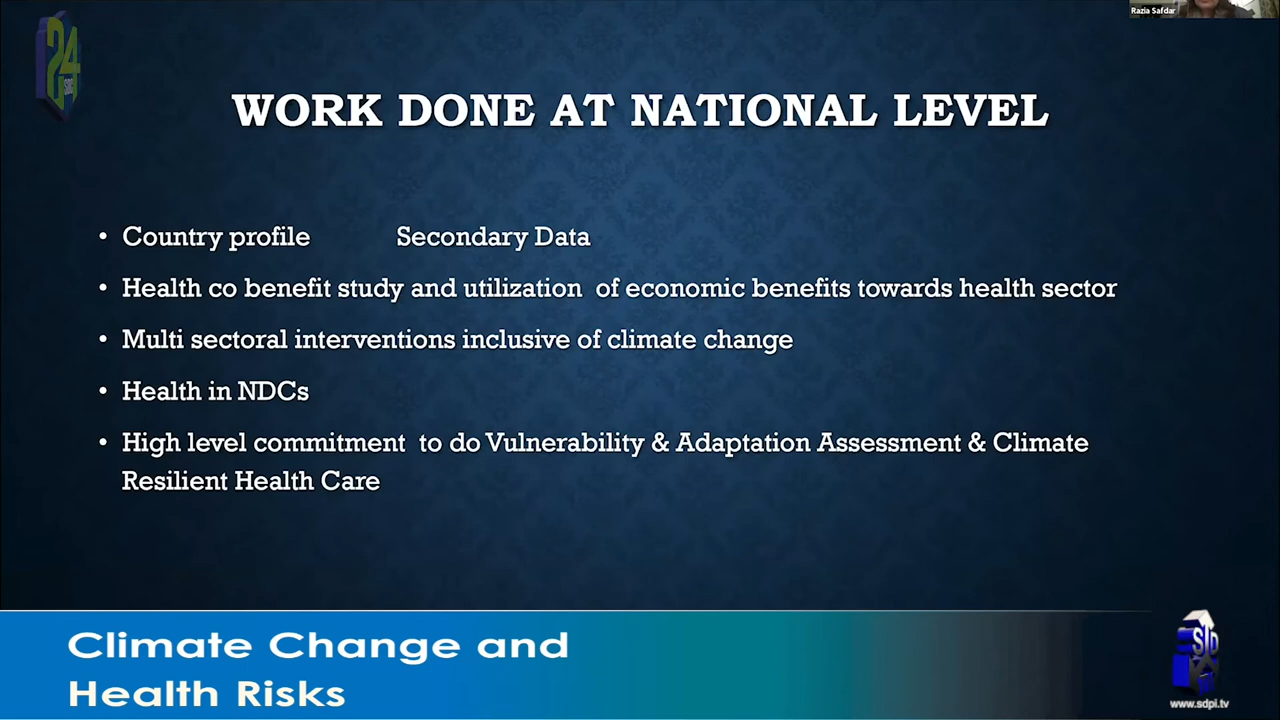 Razia Safdar
24
WORK DONE AT NATIONAL LEVEL
• Country profile Secondary Data
• Health co benefit study and utilization of economic benefits towards health sector
• Multi sectoral interventions inclusive of climate change
• Health in NDCs
• High level commitment to do Vulnerability & Adaptation Assessment & Climate
Resilient Health Care
Climate Change and
Health Risks
www.sdpi.tv